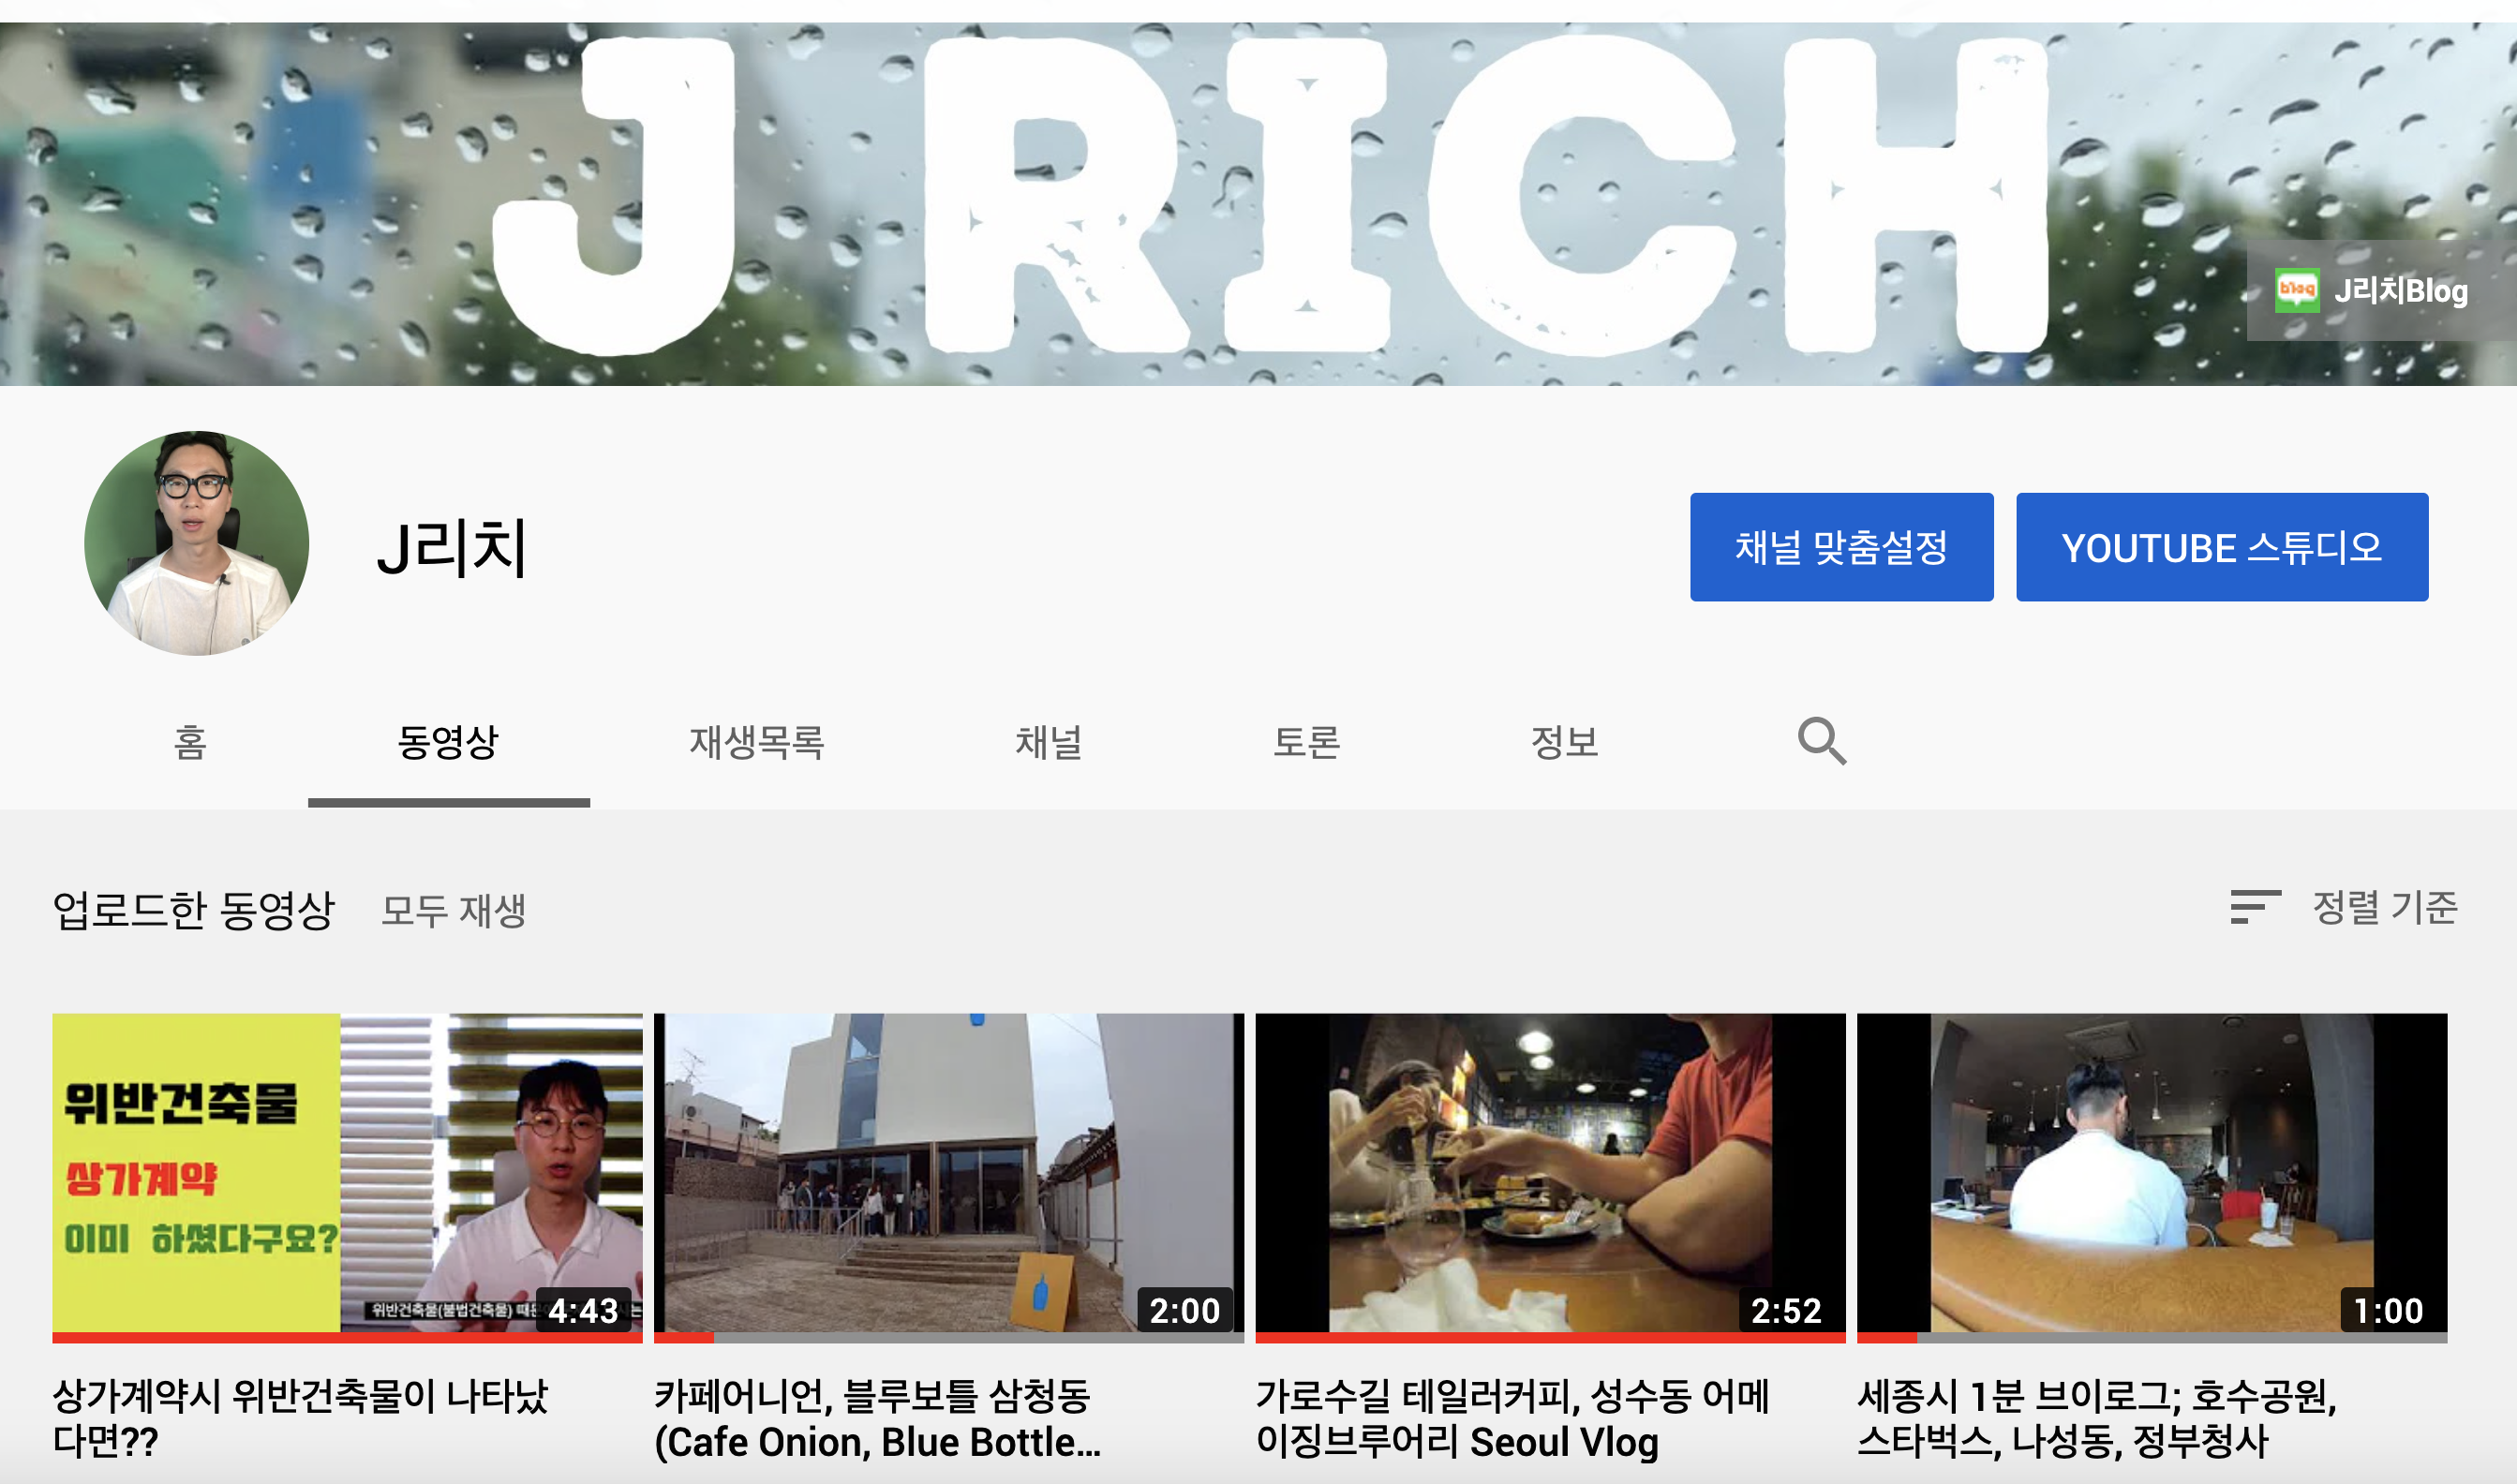 J RICH
blog J리치Blog
J리치
채널 맞춤설정
YOUTUBE 스튜디오
홈
동영상
재생목록
채널
토론
정보
업로드한 동영상
모두 재생
정렬 기준
위반건축물
상가계약
이미 하셨다구요?
위반건축물(불법건축물)
4:43
2:00
2:52
1:00
상가계약시 위반건축물이 나타났
다면??
카페어니언, 블루보틀 삼청동
(Cafe Onion, Blue Bottle...
가로수길 테일러커피, 성수동 어메
이징브루어리 Seoul Vlog
세종시 1분 브이로그; 호수공원,
스타벅스, 나성동, 정부청사